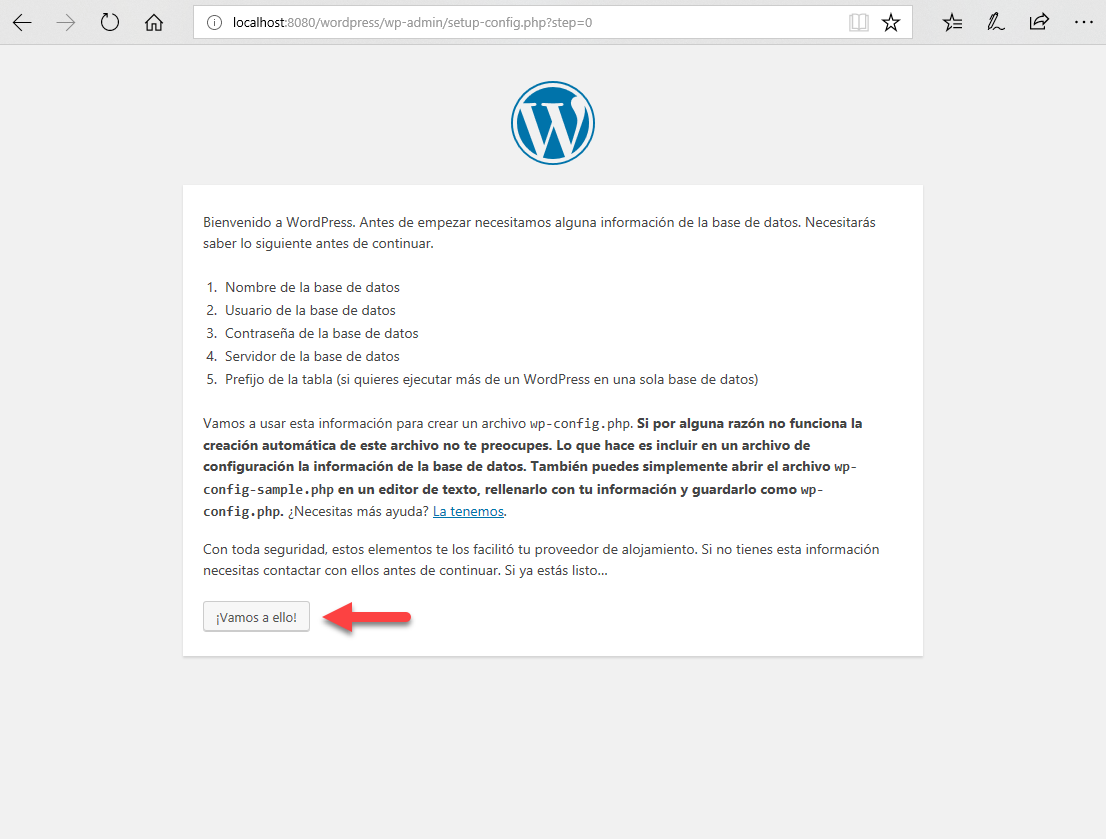 localhost:8080/wordpress/wp-admin/setup-config.php?step=0
Bienvenido a WordPress. Antes de empezar necesitamos alguna información de la base de datos. Necesitarás
saber lo siguiente antes de continuar.
1. Nombre de la base de datos
2. Usuario de la base de datos
3. Contraseña de la base de datos
4. Servidor de la base de datos
5. Prefijo de la tabla (si quieres ejecutar más de un WordPress en una sola base de datos)
Vamos a usar esta información para crear un archivo wp-config.php. Si por alguna razón no funciona la
creación automática de este archivo no te preocupes. Lo que hace es incluir en un archivo de
configuración la información de la base de datos. También puedes simplemente abrir el archivo wp-
config-sample.php en un editor de texto, rellenarlo con tu información y guardarlo como wp-
config.php. ¿Necesitas más ayuda? La tenemos.
Con toda seguridad, estos elementos te los facilitó tu proveedor de alojamiento. Si no tienes esta información
necesitas contactar con ellos antes de continuar. Si ya estás listo...
¡Vamos a ello!